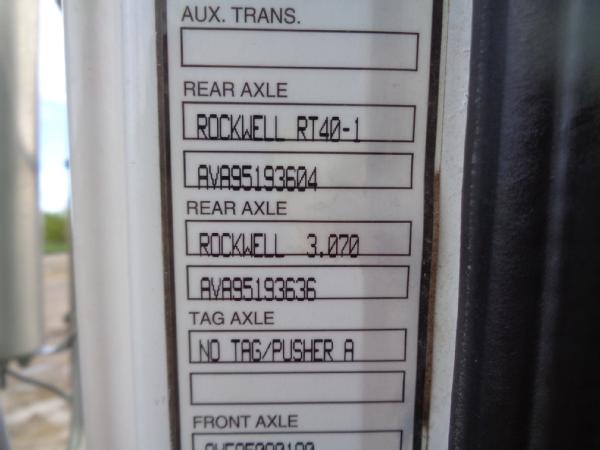 AUX. TRANS.
REAR AXLE
ROCKWELL RT40-1
AVA95193604
REAR AXLE
ROCKWELL 3.070
AVA95193636
TAG AXLE
NO TAG/PUSHER A
FRONT AXLE